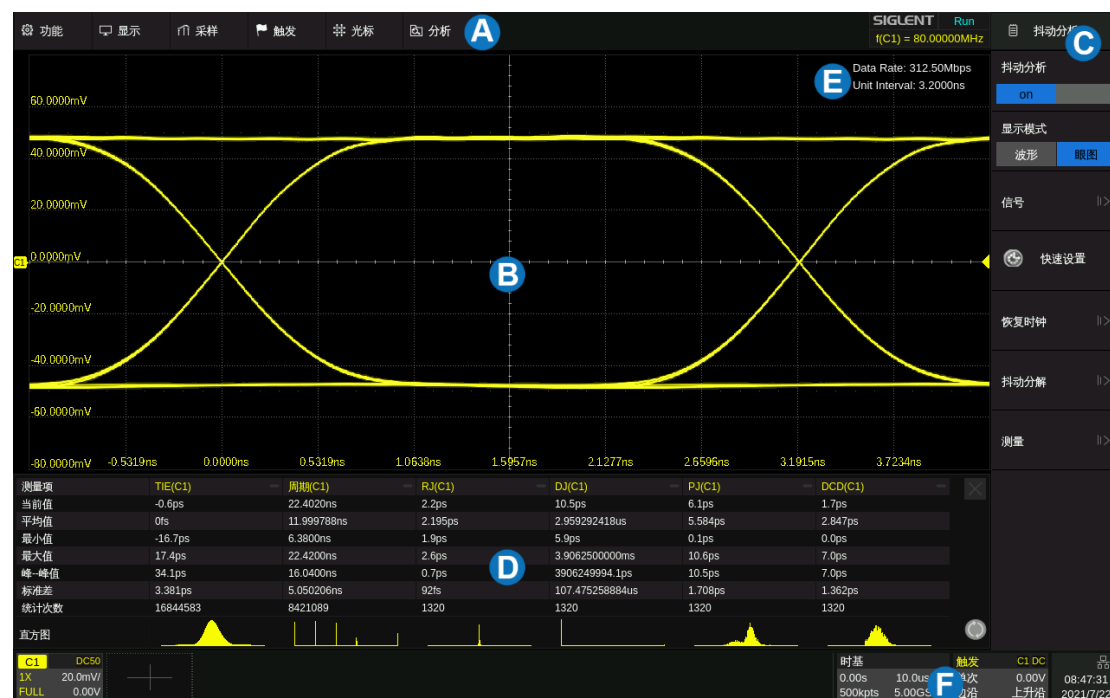 功能 显示 采样 触发 光标 分析 A SIGLENT Run
f(C1) = 80.00000MHz
抖动分 C
E Data Rate: 312.50Mbps
Unit Interval: 3.2000ns
抖动分析
on
显示模式
波形 眼图
信号
快速设置
恢复时钟
抖动分解
测量
60.0000mV
40.0000mV
20.0000mV
C1 0.0000mV
B
-20.0000mV
-40.0000mV
-60.0000mV
-80.0000mV -0.5319ns 0.0000ns 0.5319ns 1.0638ns 1.5957ns 2.1277ns 2.6596ns 3.1915ns 3.7234ns
测量项 TIE(C1) 周期(C1) RJ(C1) DJ(C1) PJ(C1) DCD(C1)
当前值 -0.6ps 22.4020ns 2.2ps 10.5ps 6.1ps 1.7ps
平均值 0fs 11.999788ns 2.195ps 2.959292418us 5.584ps 2.847ps
最小值 -16.7ps 6.3800ns 1.9ps 5.9ps 0.1ps 0.0ps
最大值 17.4ps 22.4200ns 2.6ps 3.9062500000ms 10.6ps 7.0ps
峰--峰值 34.1ps 16.0400ns 0.7ps 3906249994.1ps 10.5ps 7.0ps
D
标准差 3.381ps 5.050206ns 92fs 107.475258884us 1.708ps 1.362ps
统计次数 16844583 8421089 1320 1320 1320 1320
直方图
C1 DC50
1X 20.0mV/
FULL 0.00V
时基
0.00s 10.0us
500kpts 5.00GS
F
触发 C1 DC
次 0.00V
沿 上升沿
08:47:31